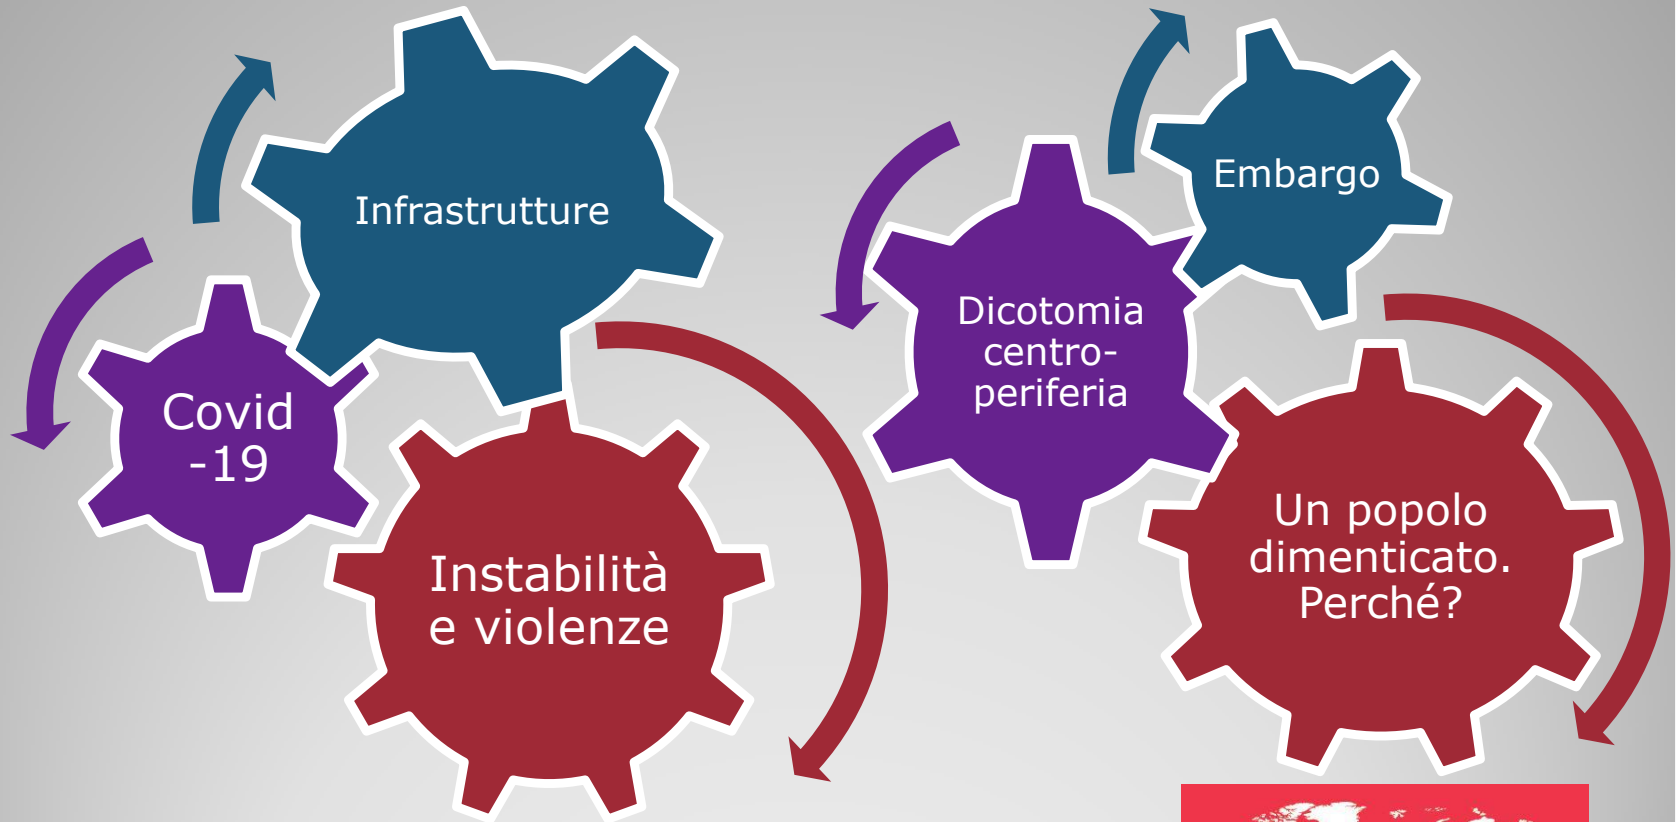 Infrastrutture
Covid
-19
Instabilità
e violenze
Embargo
Dicotomia
centro-
periferia
Un popolo
dimenticato.
Perché?